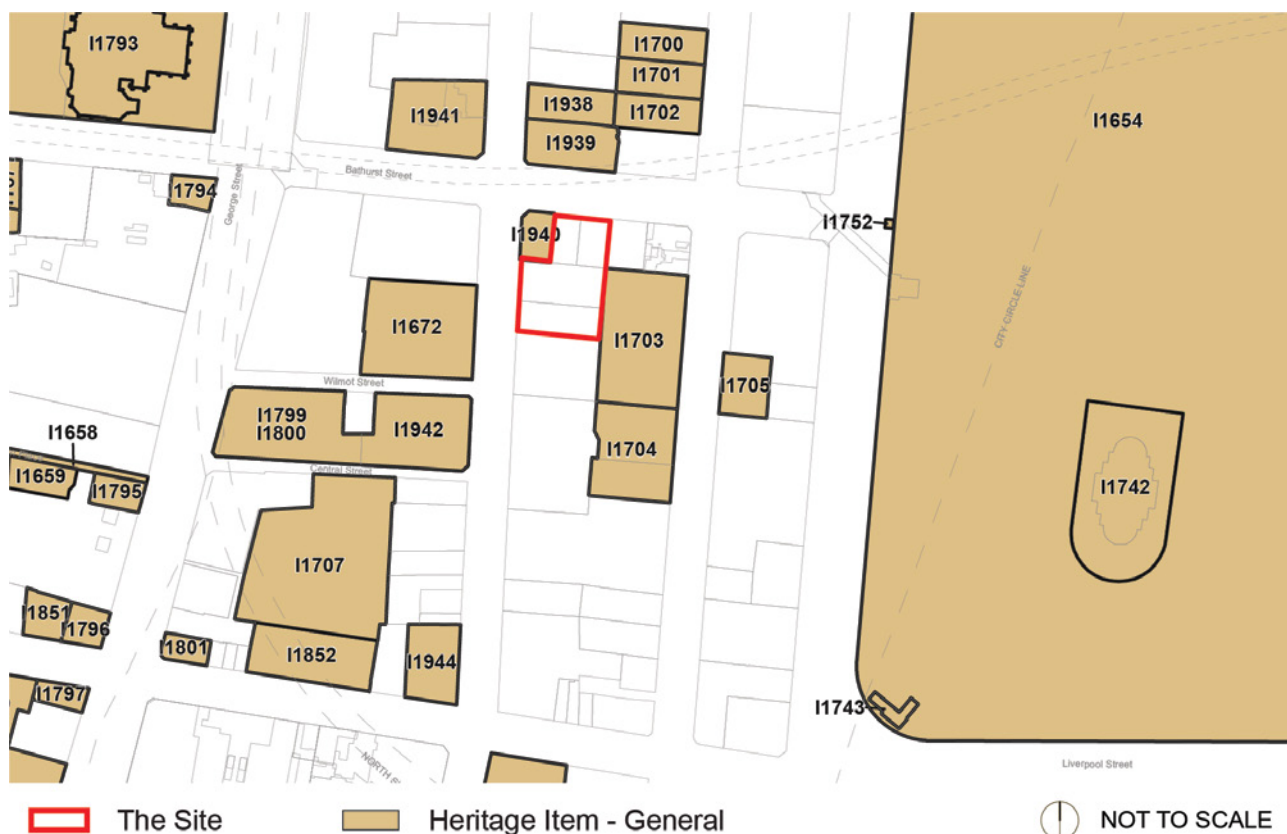 I1793
I1700
I1701
I1702
I1938
I1939
I1941
I1654
Bathurst Street
George Street
I1794
I1940
I1752
CITY CIRCLE LINE
I1672
I1703
I1705
Wilmot Street
I1799
I1800
I1942
I1704
I1658
I1659
I1795
Central Street
I1742
I1707
I1851
I1796
I1801
I1852
I1944
I1797
I1743
Liverpool Street
The Site
Heritage Item - General
NOT TO SCALE